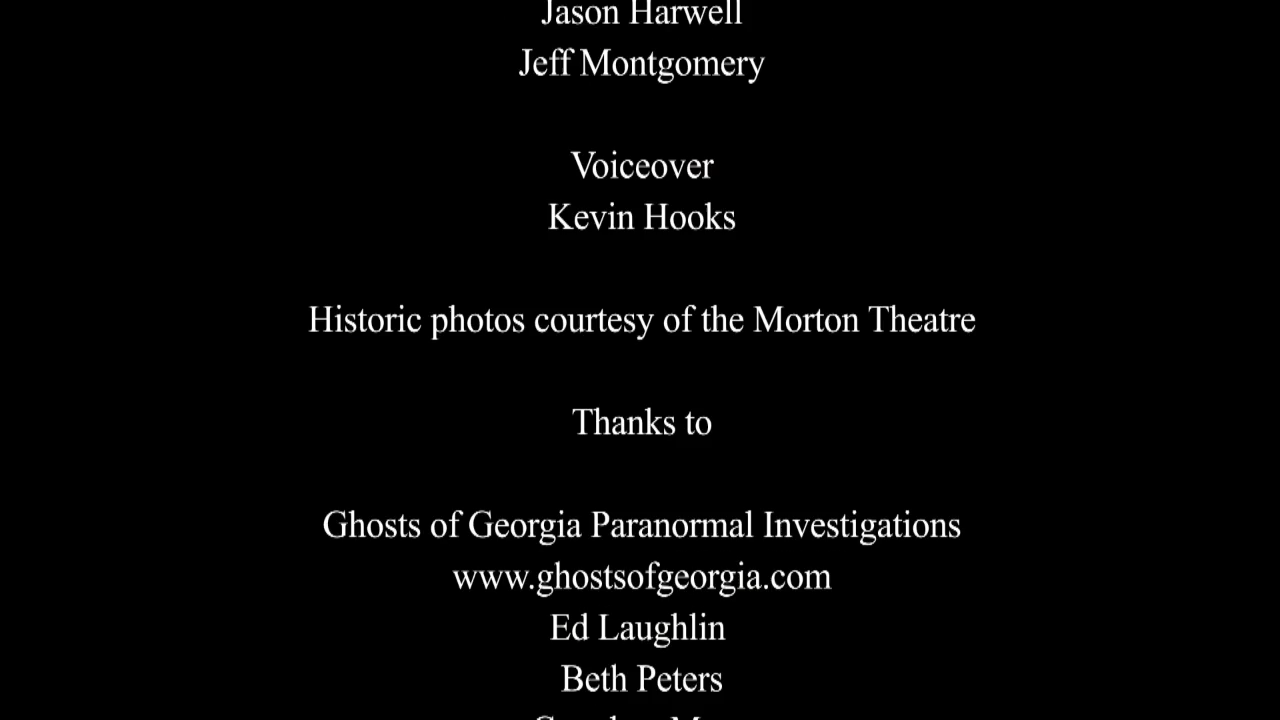 Jason Harwell
Jeff Montgomery
Voiceover
Kevin Hooks
Historic photos courtesy of the Morton Theatre
Thanks to
Ghosts of Georgia Paranormal Investigations
www.ghostsofgeorgia.com
Ed Laughlin
Beth Peters